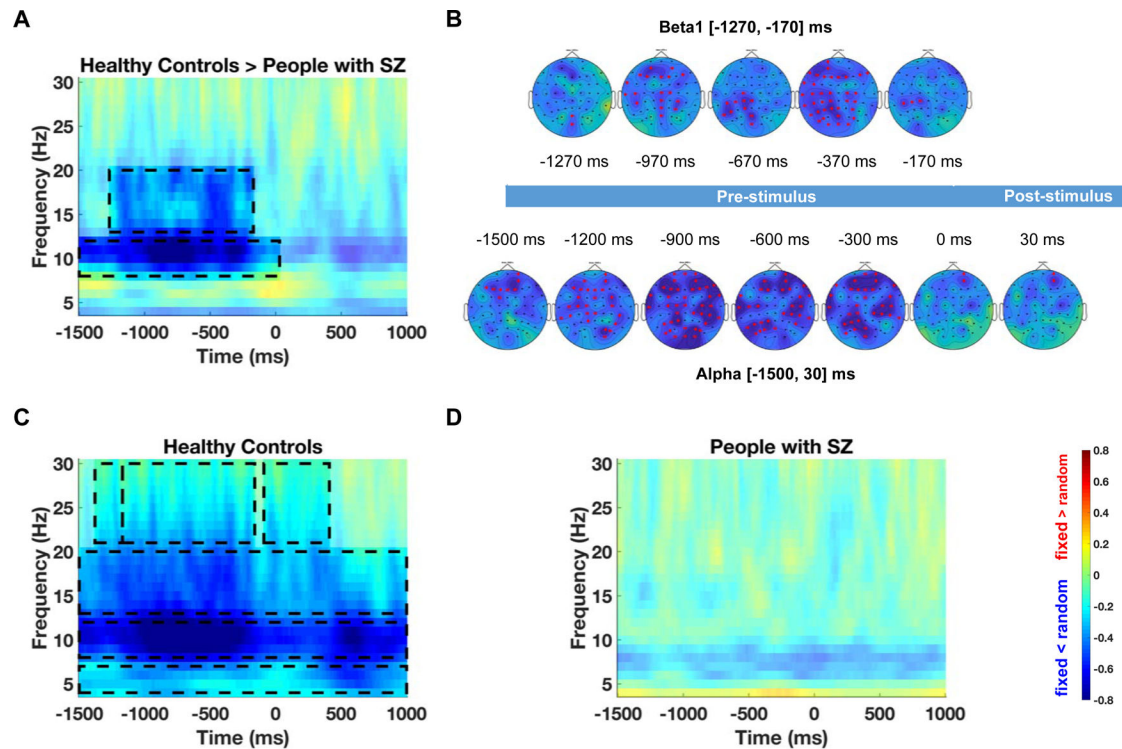 A
Healthy Controls > People with SZ
30
25
20
15
10
5
Frequency (Hz)
-1500 -1000 -500 0 500 1000
Time (ms)
B
Beta1 [-1270, -170] ms
-1270 ms -970 ms -670 ms -370 ms -170 ms
Pre-stimulus Post-stimulus
-1500 ms -1200 ms -900 ms -600 ms -300 ms 0 ms 30 ms
Alpha [-1500, 30] ms
C
Healthy Controls
30
25
20
15
10
5
Frequency (Hz)
-1500 -1000 -500 0 500 1000
Time (ms)
D
People with SZ
30
25
20
15
10
5
Frequency (Hz)
-1500 -1000 -500 0 500 1000
Time (ms)
fixed > random
fixed < random
0.8
0.6
0.4
0.2
0
-0.2
-0.4
-0.6
-0.8